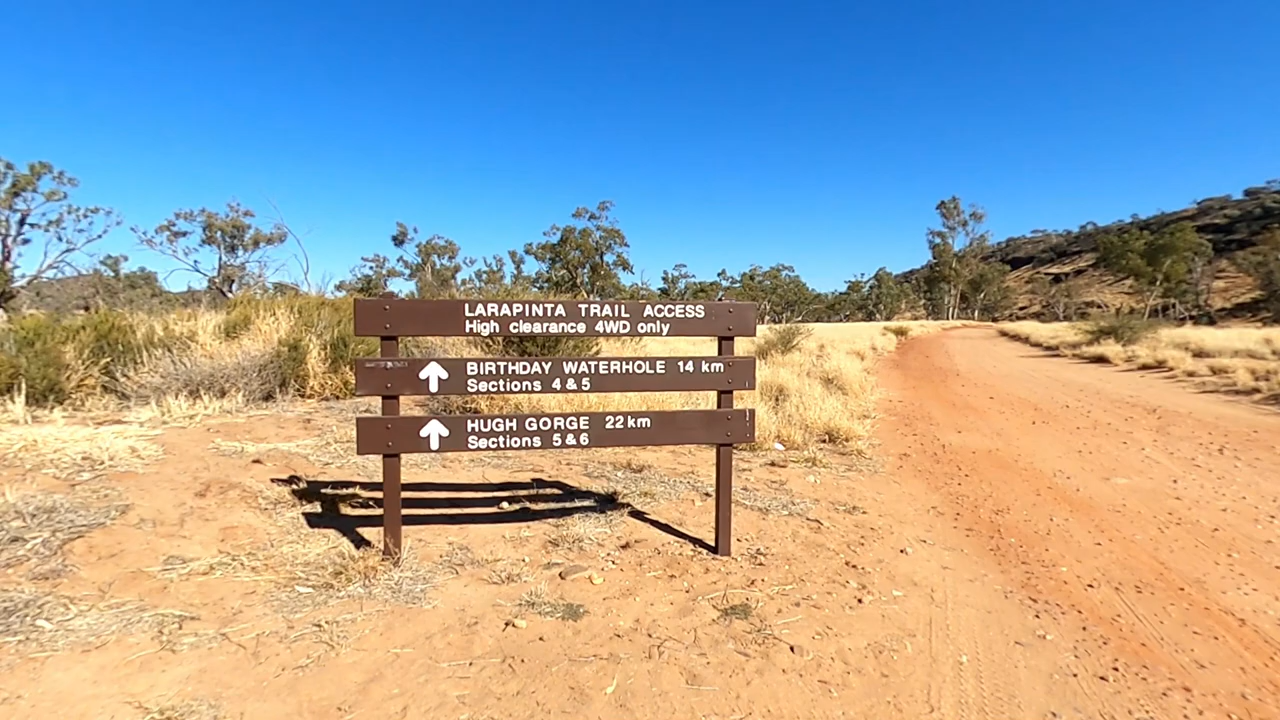 LARAPINTA TRAIL ACCESS
High clearance 4WD only
BIRTHDAY WATERHOLE 14 km
Sections 4 & 5
HUGH GORGE 22 km
Sections 5 & 6